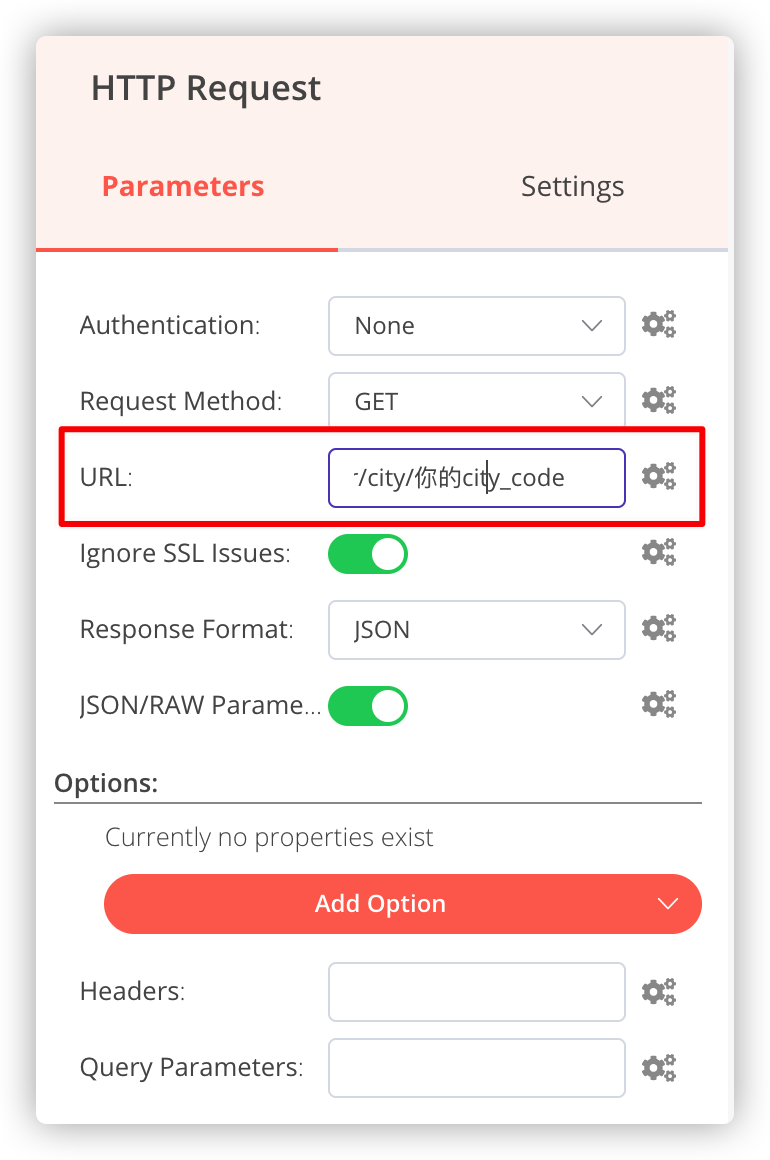 HTTP Request
Parameters Settings
Authentication: None
Request Method: GET
URL: /city/你的city_code
Ignore SSL Issues:
Response Format: JSON
JSON/RAW Parame...
Options:
Currently no properties exist
Add Option
Headers:
Query Parameters: